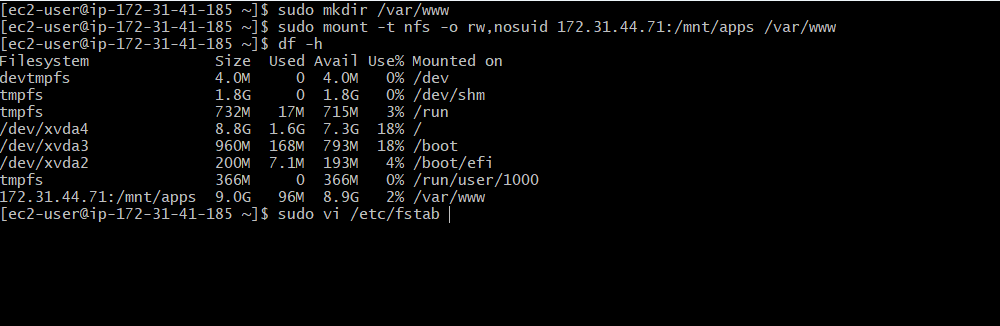 [ec2-user@ip-172-31-41-185 ~]$ sudo mkdir /var/www
[ec2-user@ip-172-31-41-185 ~]$ sudo mount -t nfs -o rw,nosuid 172.31.44.71:/mnt/apps /var/www
[ec2-user@ip-172-31-41-185 ~]$ df -h
Filesystem              Size  Used Avail Use% Mounted on
devtmpfs                4.0M     0  4.0M   0% /dev
tmpfs                   1.8G     0  1.8G   0% /dev/shm
tmpfs                   732M   17M  715M   3% /run
/dev/xvda4              8.8G  1.6G  7.3G  18% /
/dev/xvda3              960M  168M  793M  18% /boot
/dev/xvda2              200M  7.1M  193M   4% /boot/efi
tmpfs                   366M     0  366M   0% /run/user/1000
172.31.44.71:/mnt/apps  9.0G   96M  8.9G   2% /var/www
[ec2-user@ip-172-31-41-185 ~]$ sudo vi /etc/fstab